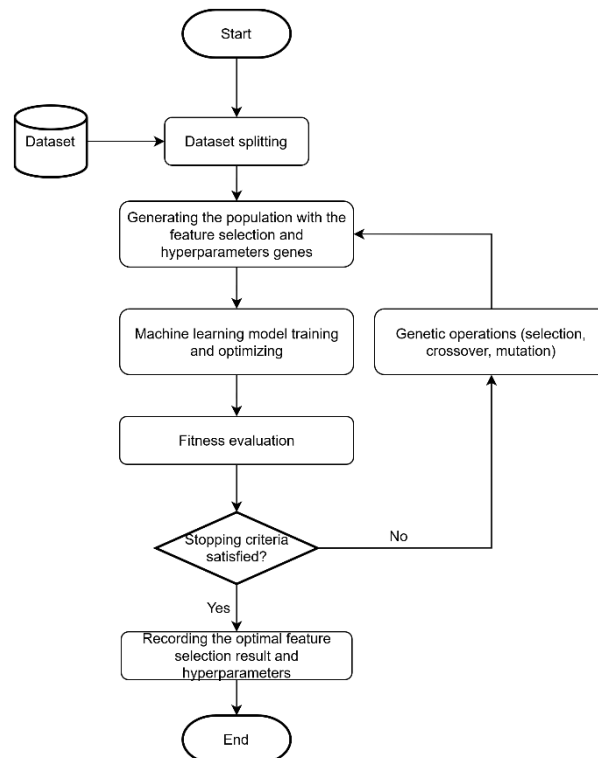 Start
Dataset
Dataset splitting
Generating the population with the
feature selection and
hyperparameters genes
Machine learning model training
and optimizing
Genetic operations (selection,
crossover, mutation)
Fitness evaluation
Stopping criteria
satisfied?
No
Yes
Recording the optimal feature
selection result and
hyperparameters
End